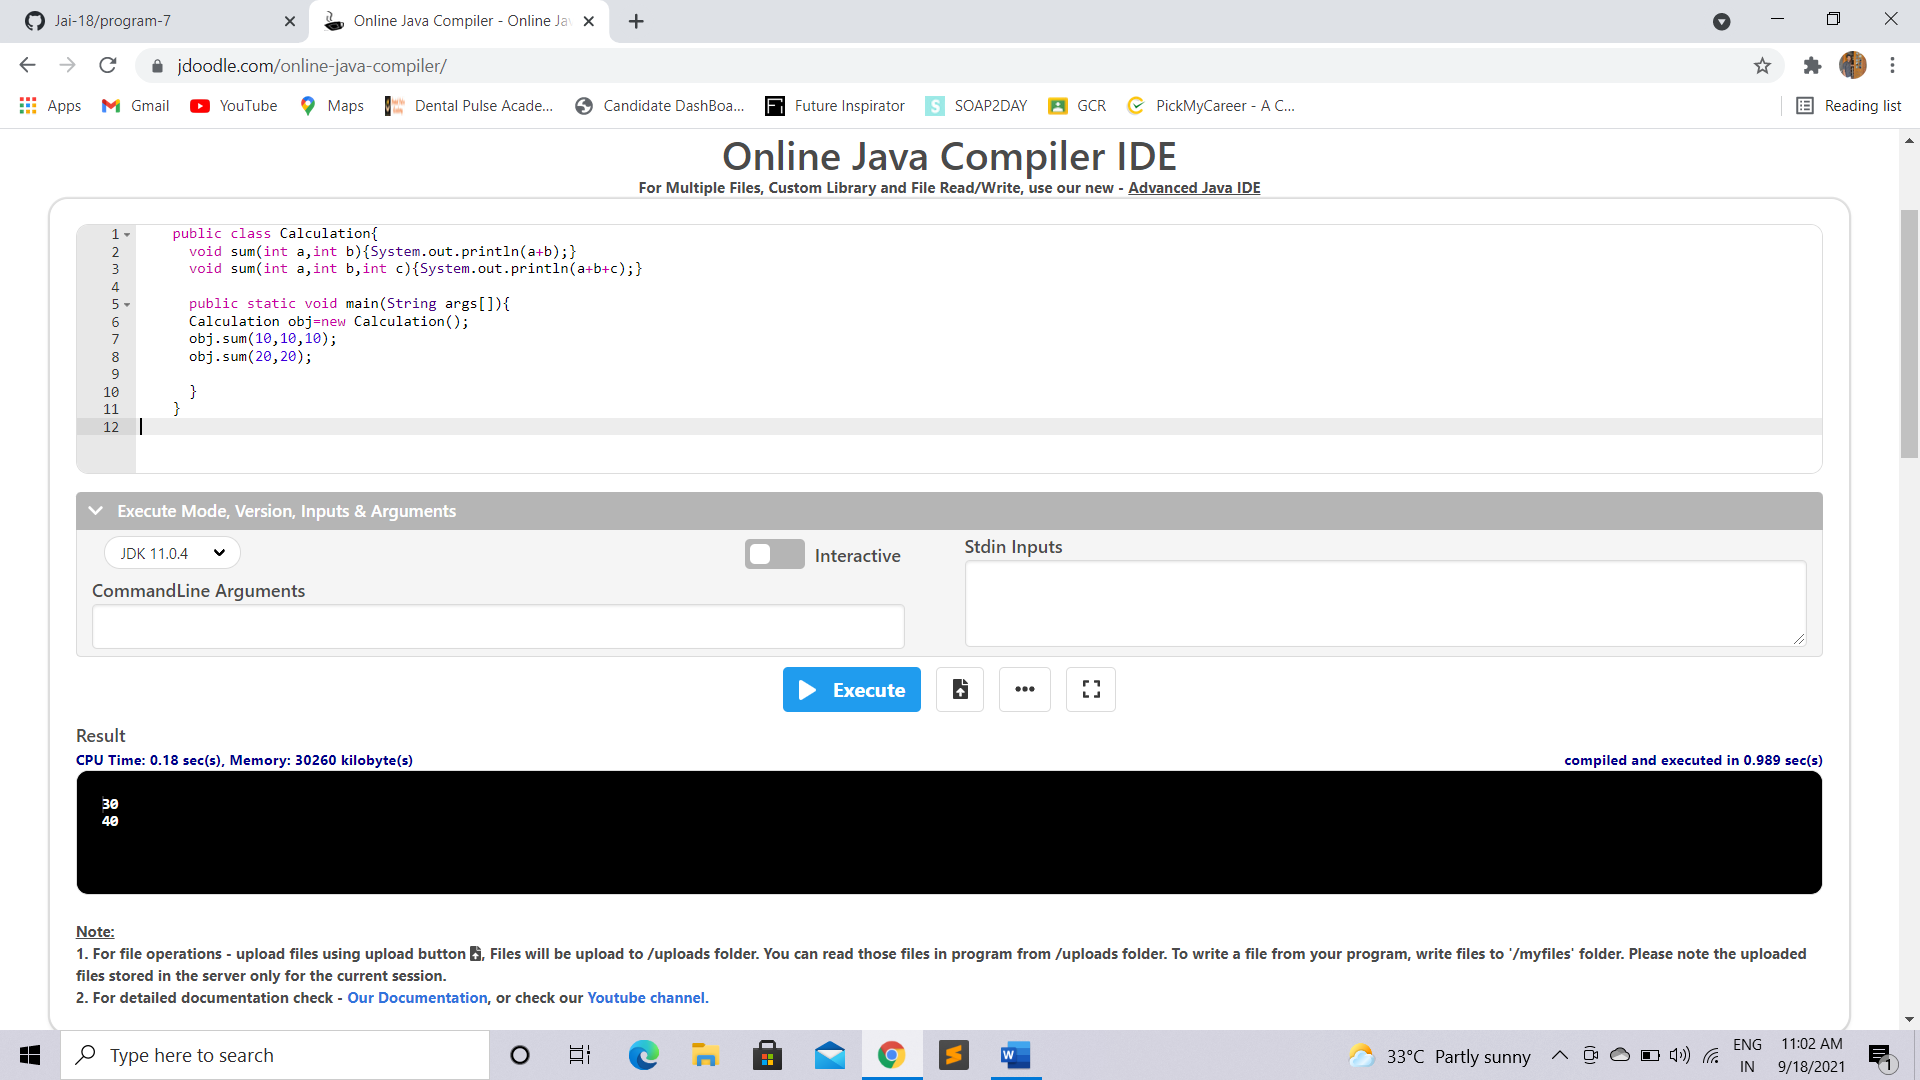 Jai-18/program-7
Online Java Compiler - Online Jav
jdoodle.com/online-java-compiler/
Apps Gmail YouTube Maps Dental Pulse Acade... Candidate DashBoa... Future Inspirator SOAP2DAY GCR PickMyCareer - A C... Reading list
Online Java Compiler IDE
For Multiple Files, Custom Library and File Read/Write, use our new - Advanced Java IDE
1 public class Calculation{
2 void sum(int a,int b){System.out.println(a+b);}
3 void sum(int a,int b,int c){System.out.println(a+b+c);}
4
5 public static void main(String args[]){
6 Calculation obj=new Calculation();
7 obj.sum(10,10,10);
8 obj.sum(20,20);
9
10 }
11 }
12
Execute Mode, Version, Inputs & Arguments
JDK 11.0.4
Interactive
Stdin Inputs
CommandLine Arguments
Execute
Result
CPU Time: 0.18 sec(s), Memory: 30260 kilobyte(s)
compiled and executed in 0.989 sec(s)
30
40
Note:
1. For file operations - upload files using upload button , Files will be upload to /uploads folder. You can read those files in program from /uploads folder. To write a file from your program, write files to '/myfiles' folder. Please note the uploaded
files stored in the server only for the current session.
2. For detailed documentation check - Our Documentation, or check our Youtube channel.
Type here to search
33°C Partly sunny
ENG
IN
11:02 AM
9/18/2021
1